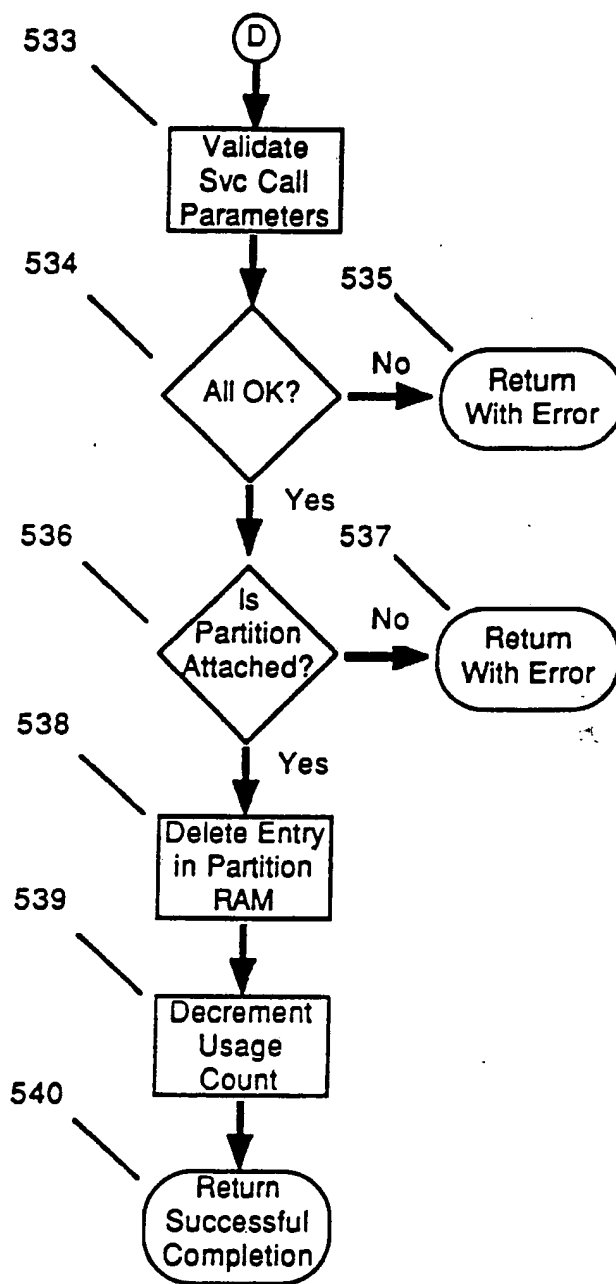 D
533
Validate
Svc Call
Parameters
534
535
All OK?
No
Return
With Error
Yes
536
537
Is
Partition
Attached?
No
Return
With Error
538
Yes
Delete Entry
in Partition
RAM
539
Decrement
Usage
Count
540
Return
Successful
Completion